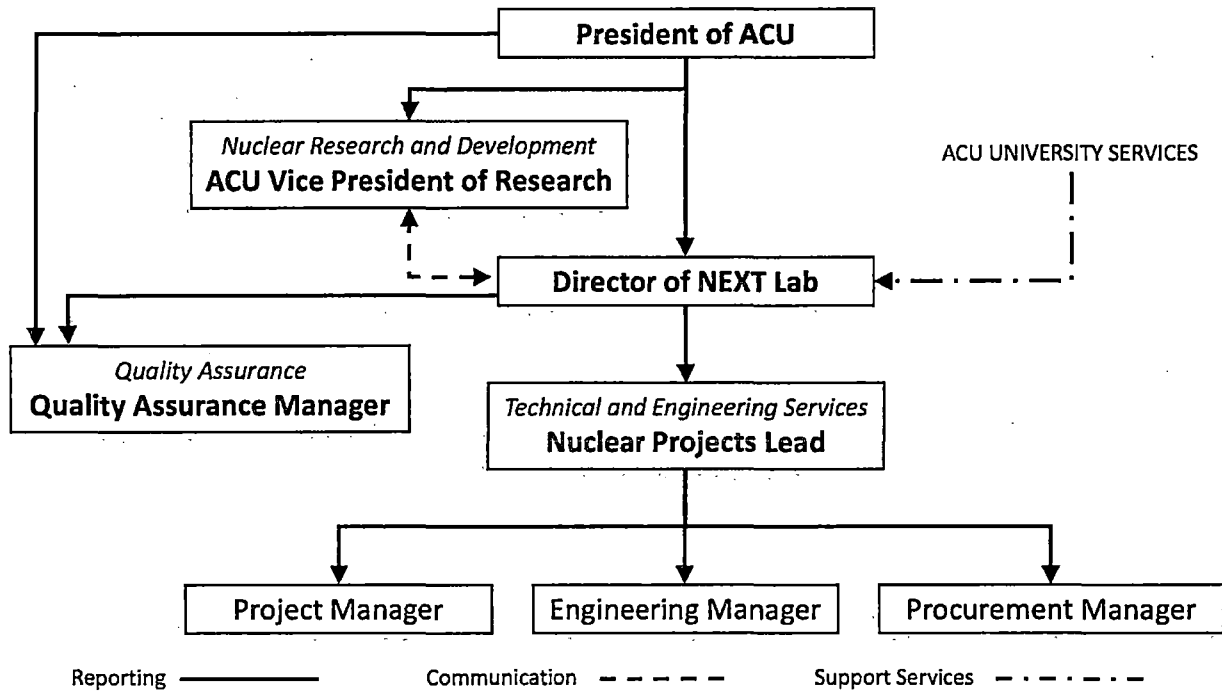 President of ACU
Nuclear Research and Development
ACU Vice President of Research
ACU UNIVERSITY SERVICES
Director of NEXT Lab
Quality Assurance
Quality Assurance Manager
Technical and Engineering Services
Nuclear Projects Lead
Project Manager
Engineering Manager
Procurement Manager
Reporting
Communication
Support Services